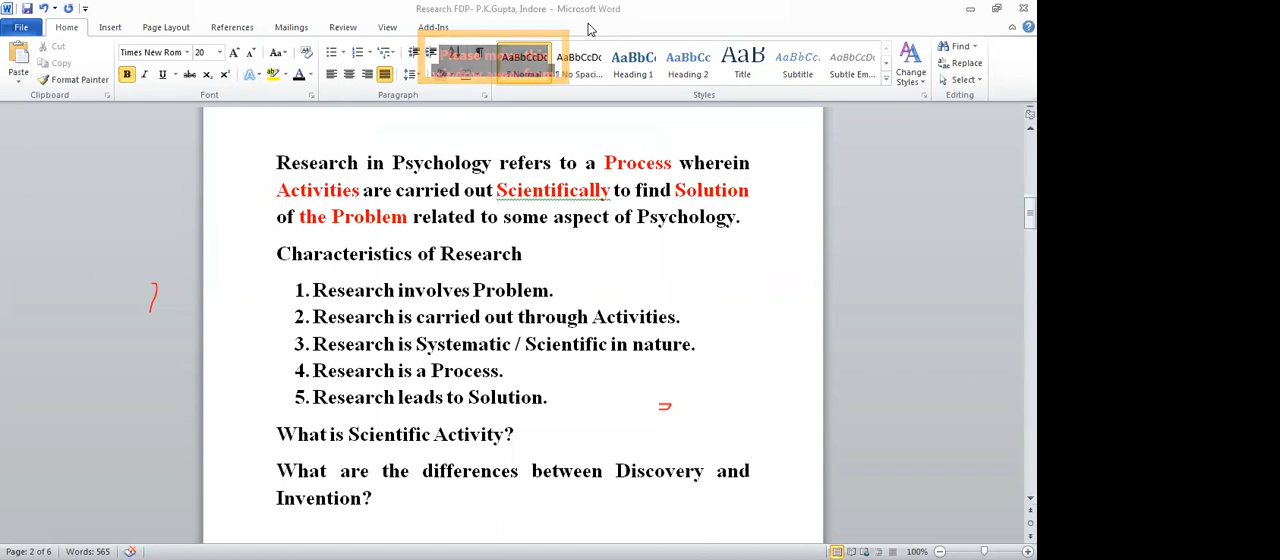 Research FDP- P.K.Gupta, Indore - Microsoft Word
File Home Insert Page Layout References Mailings Review View Add-Ins
Cut
Copy
Paste
Format Painter
Times New Rom 20
AaBbCcDc AaBbCcDc AaBbC AaBbCc AaB AaBbCc. AaBbCcDc
¶ Normal ¶ No Spaci... Heading 1 Heading 2 Title Subtitle Subtle Em...
Change Styles
Find
Replace
Select
Clipboard Font Paragraph Styles Editing
Research in Psychology refers to a Process wherein
Activities are carried out Scientifically to find Solution
of the Problem related to some aspect of Psychology.
Characteristics of Research
1. Research involves Problem.
2. Research is carried out through Activities.
3. Research is Systematic / Scientific in nature.
4. Research is a Process.
5. Research leads to Solution.
What is Scientific Activity?
What are the differences between Discovery and
Invention?
Page: 2 of 6 Words: 565 100%